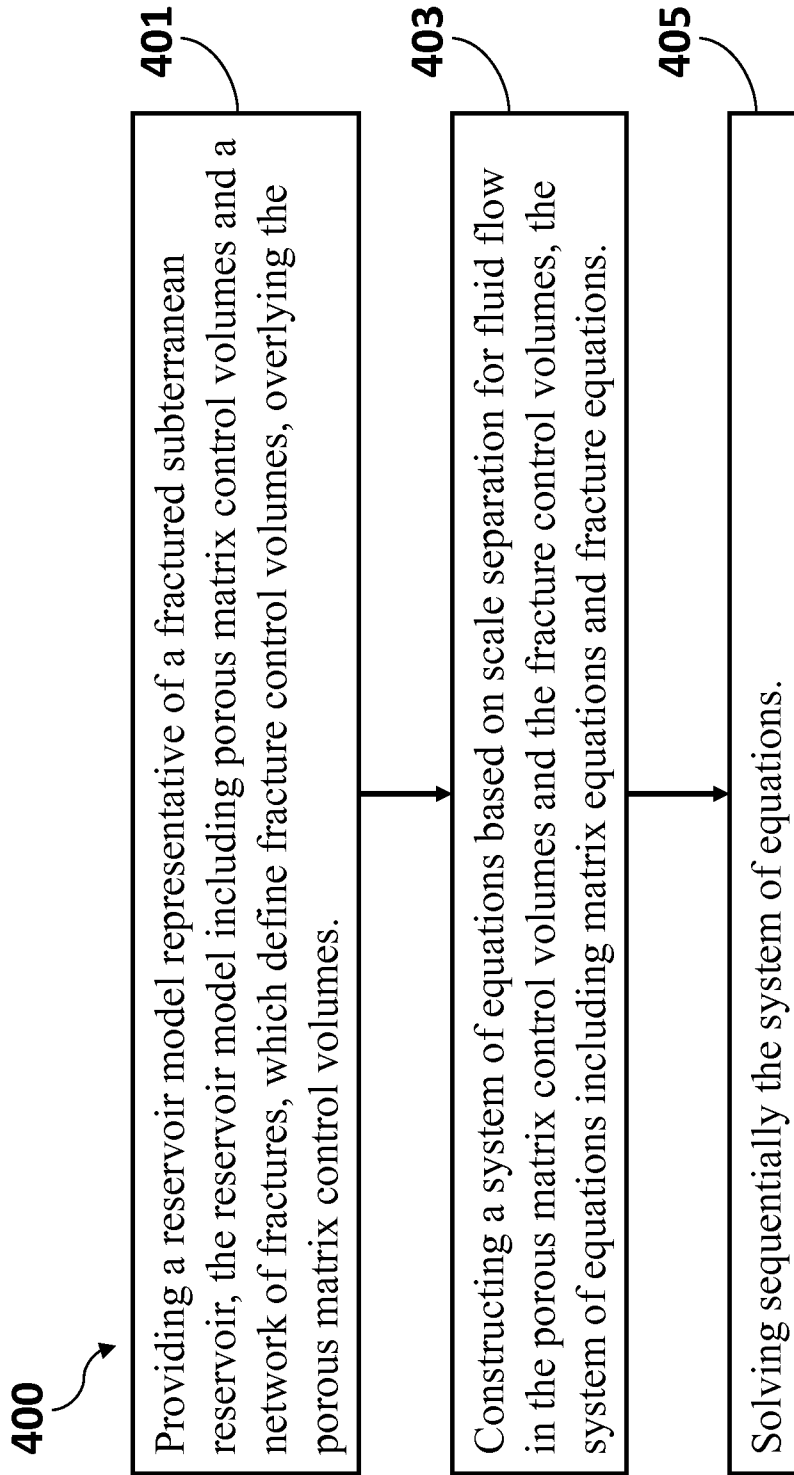 400
Providing a reservoir model representative of a fractured subterranean
reservoir, the reservoir model including porous matrix control volumes and a
network of fractures, which define fracture control volumes, overlying the
porous matrix control volumes.
401
Constructing a system of equations based on scale separation for fluid flow
in the porous matrix control volumes and the fracture control volumes, the
system of equations including matrix equations and fracture equations.
403
Solving sequentially the system of equations.
405